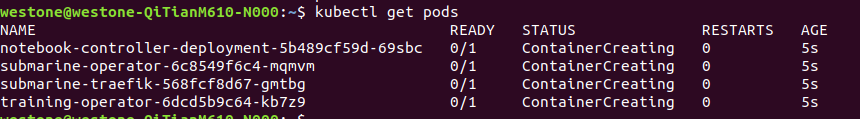 westone@westone-QiTianM610-N000:~$ kubectl get pods
NAME READY STATUS RESTARTS AGE
notebook-controller-deployment-5b489cf59d-69sbc 0/1 ContainerCreating 0 5s
submarine-operator-6c8549f6c4-mqmvm 0/1 ContainerCreating 0 5s
submarine-traefik-568fcf8d67-gmtbg 0/1 ContainerCreating 0 5s
training-operator-6dcd5b9c64-kb7z9 0/1 ContainerCreating 0 5s
westone@westone-QiTianM610-N000:~$